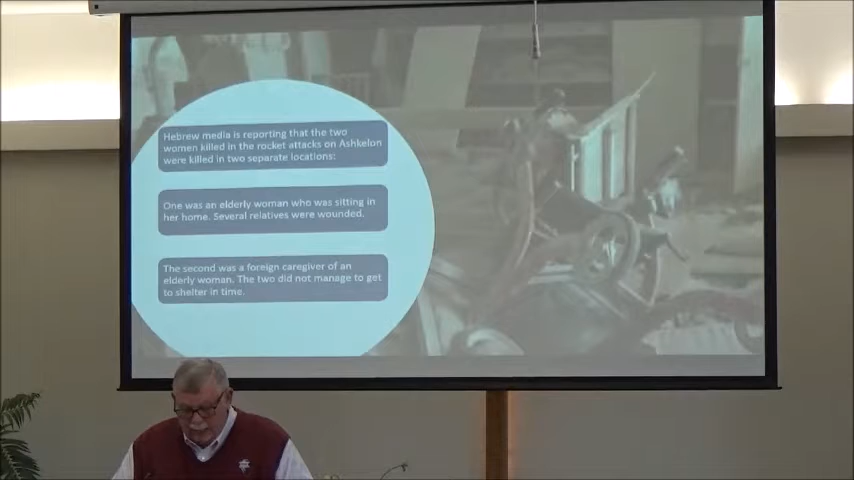 Hebrew media is reporting that the two
women killed in the rocket attacks on Ashkelon
were killed in two separate locations:
One was an elderly woman who was sitting in
her home. Several relatives were wounded.
The second was a foreign caregiver of an
elderly woman. The two did not manage to get
to shelter in time.